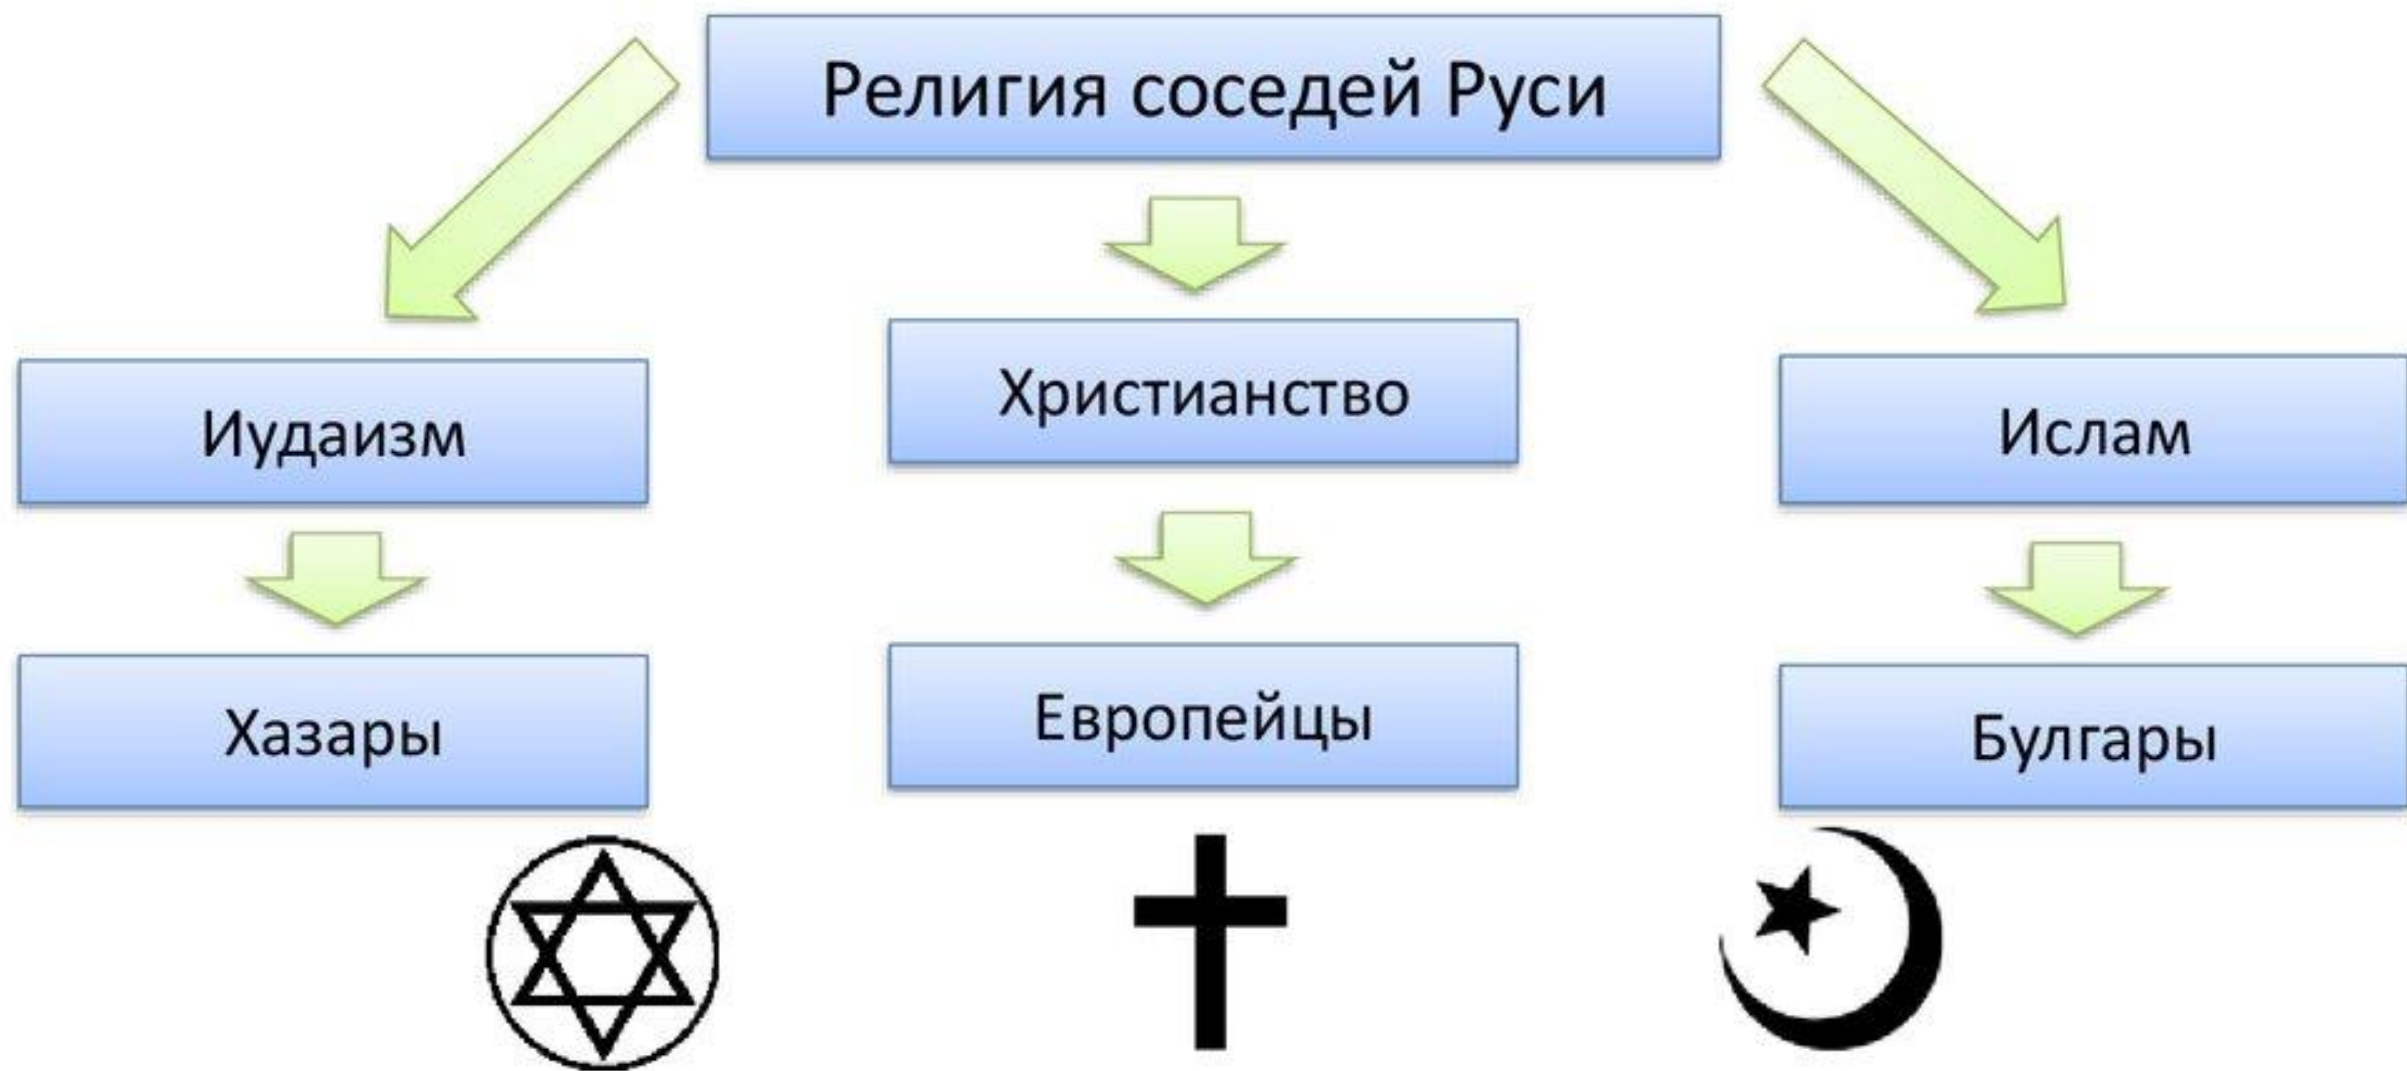 Религия соседей Руси
Иудаизм
Христианство
Ислам
Хазары
Европейцы
Булгары